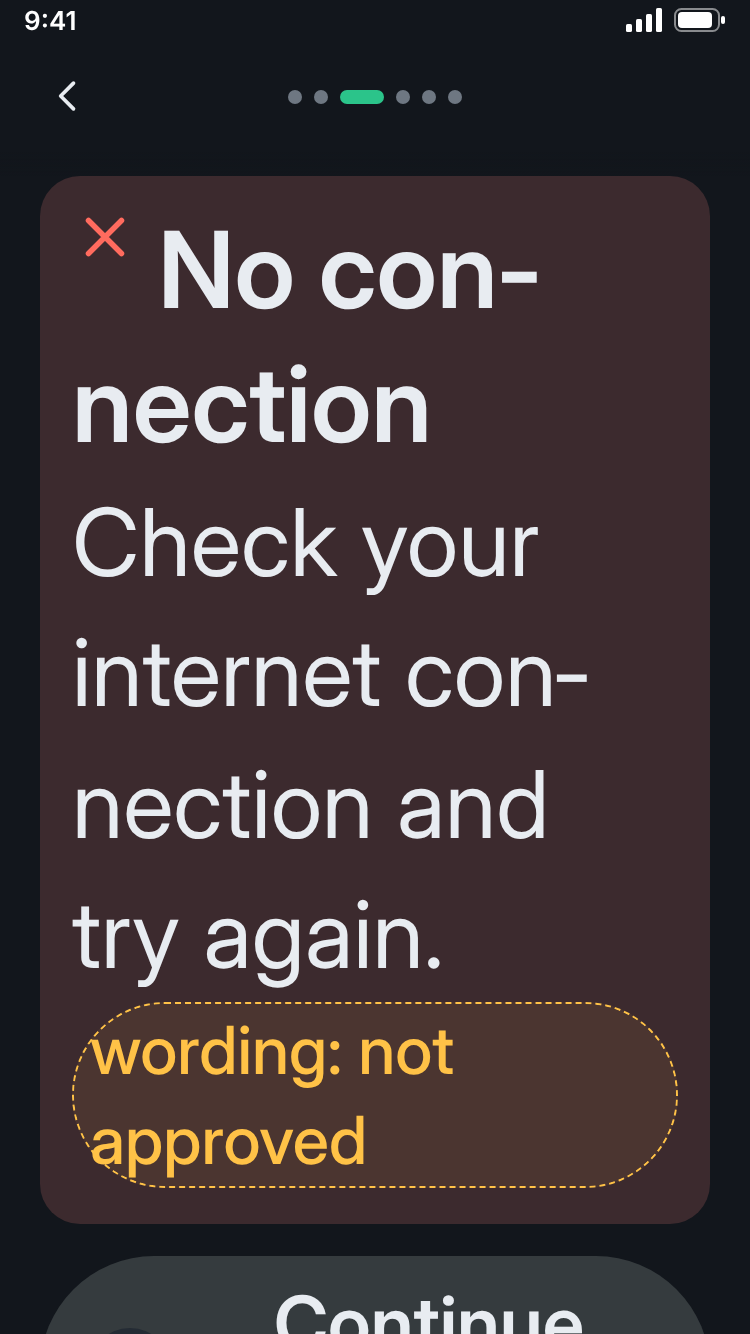 9:41
No con-
nection
Check your
internet con-
nection and
try again.
wording: not
approved
Continue